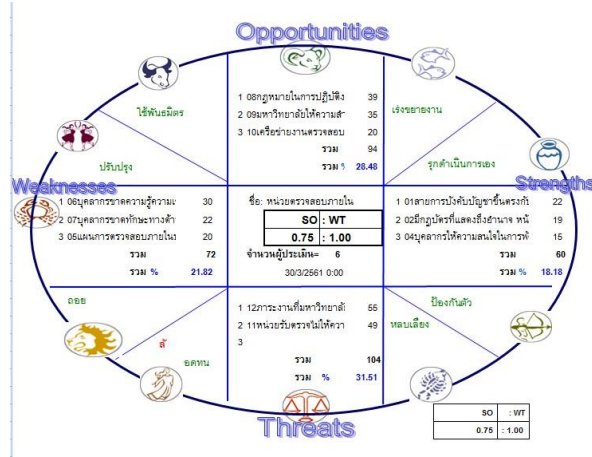 Opportunities
ใช้พันธมิตร
1 08กฎหมายในการปฏิบัติง 39
2 09มหาวิทยาลัยให้ความสำ 35
3 10เครือข่ายงานตรวจสอบ 20
รวม 94
รวม % 28.48
เร่งขยายงาน
ปรับปรุง
รุกดำเนินการเอง
Weaknesses
Strengths
1 06บุคลากรขาดความรู้ความเ 30
2 07บุคลากรขาดทักษะทางด้า 22
3 05แผนการตรวจสอบภายใน 20
รวม 72
รวม % 21.82
ชื่อ: หน่วยตรวจสอบภายใน
SO : WT
0.75 : 1.00
จำนวนผู้ประเมิน= 6
30/3/2561 0:00
1 01สายการบังคับบัญชาขึ้นตรงกับ 22
2 02มีกฎบัตรที่แสดงถึงอำนาจ หน้ 19
3 04บุคลากรให้ความสนใจในการพั 15
รวม 60
รวม % 18.18
ถอย
สู้
อดทน
1 12ภาระงานที่มหาวิทยาลั 55
2 11หน่วยรับตรวจไม่ให้ควา 49
3
รวม 104
รวม % 31.51
ป้องกันตัว
หลบเลี่ยง
Threats
SO : WT
0.75 : 1.00